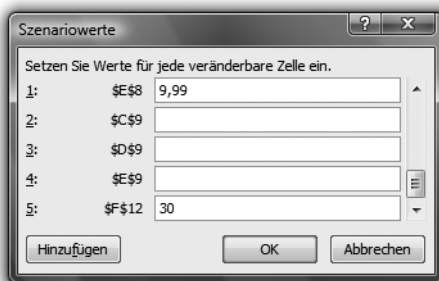 Szenariowerte
Setzen Sie Werte für jede veränderbare Zelle ein.
1: $E$8 9,99
2: $C$9
3: $D$9
4: $E$9
5: $F$12 30
Hinzufügen OK Abbrechen